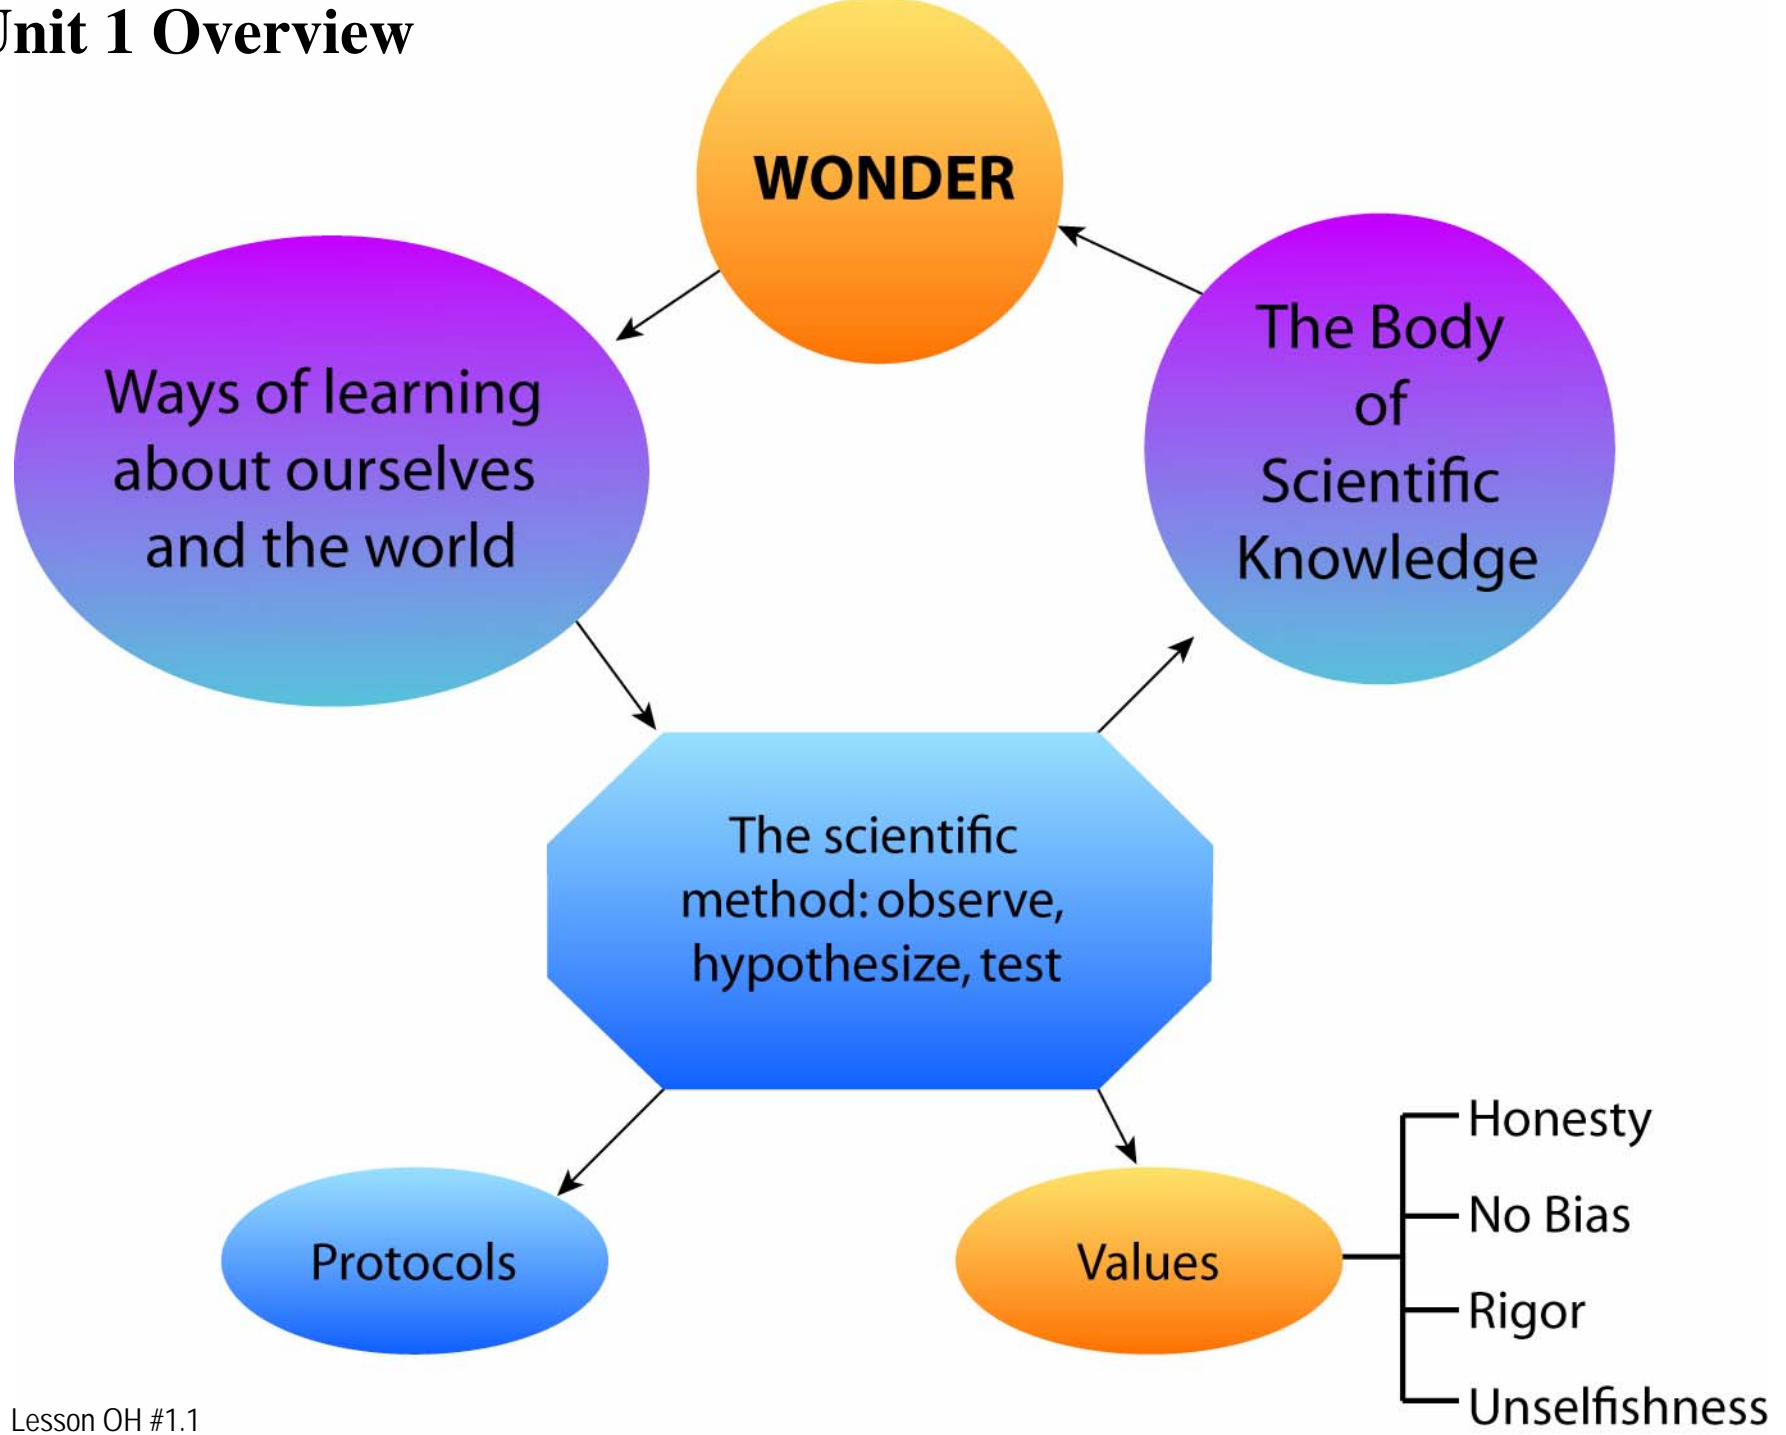 Unit 1 Overview
WONDER
Ways of learning
about ourselves
and the world
The Body
of
Scientific
Knowledge
The scientific
method: observe,
hypothesize, test
Protocols
Values
Honesty
No Bias
Rigor
Unselfishness
Lesson OH #1.1